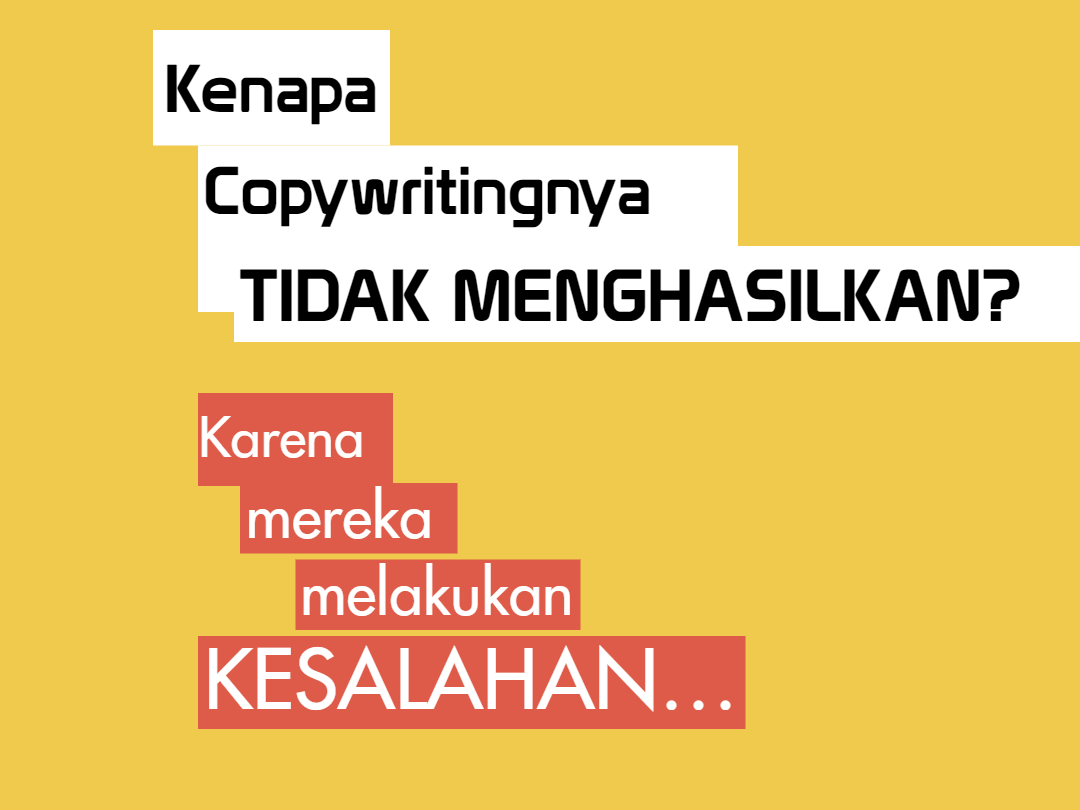 Kenapa
Copywritingnya
TIDAK MENGHASILKAN?
Karena
mereka
melakukan
KESALAHAN...